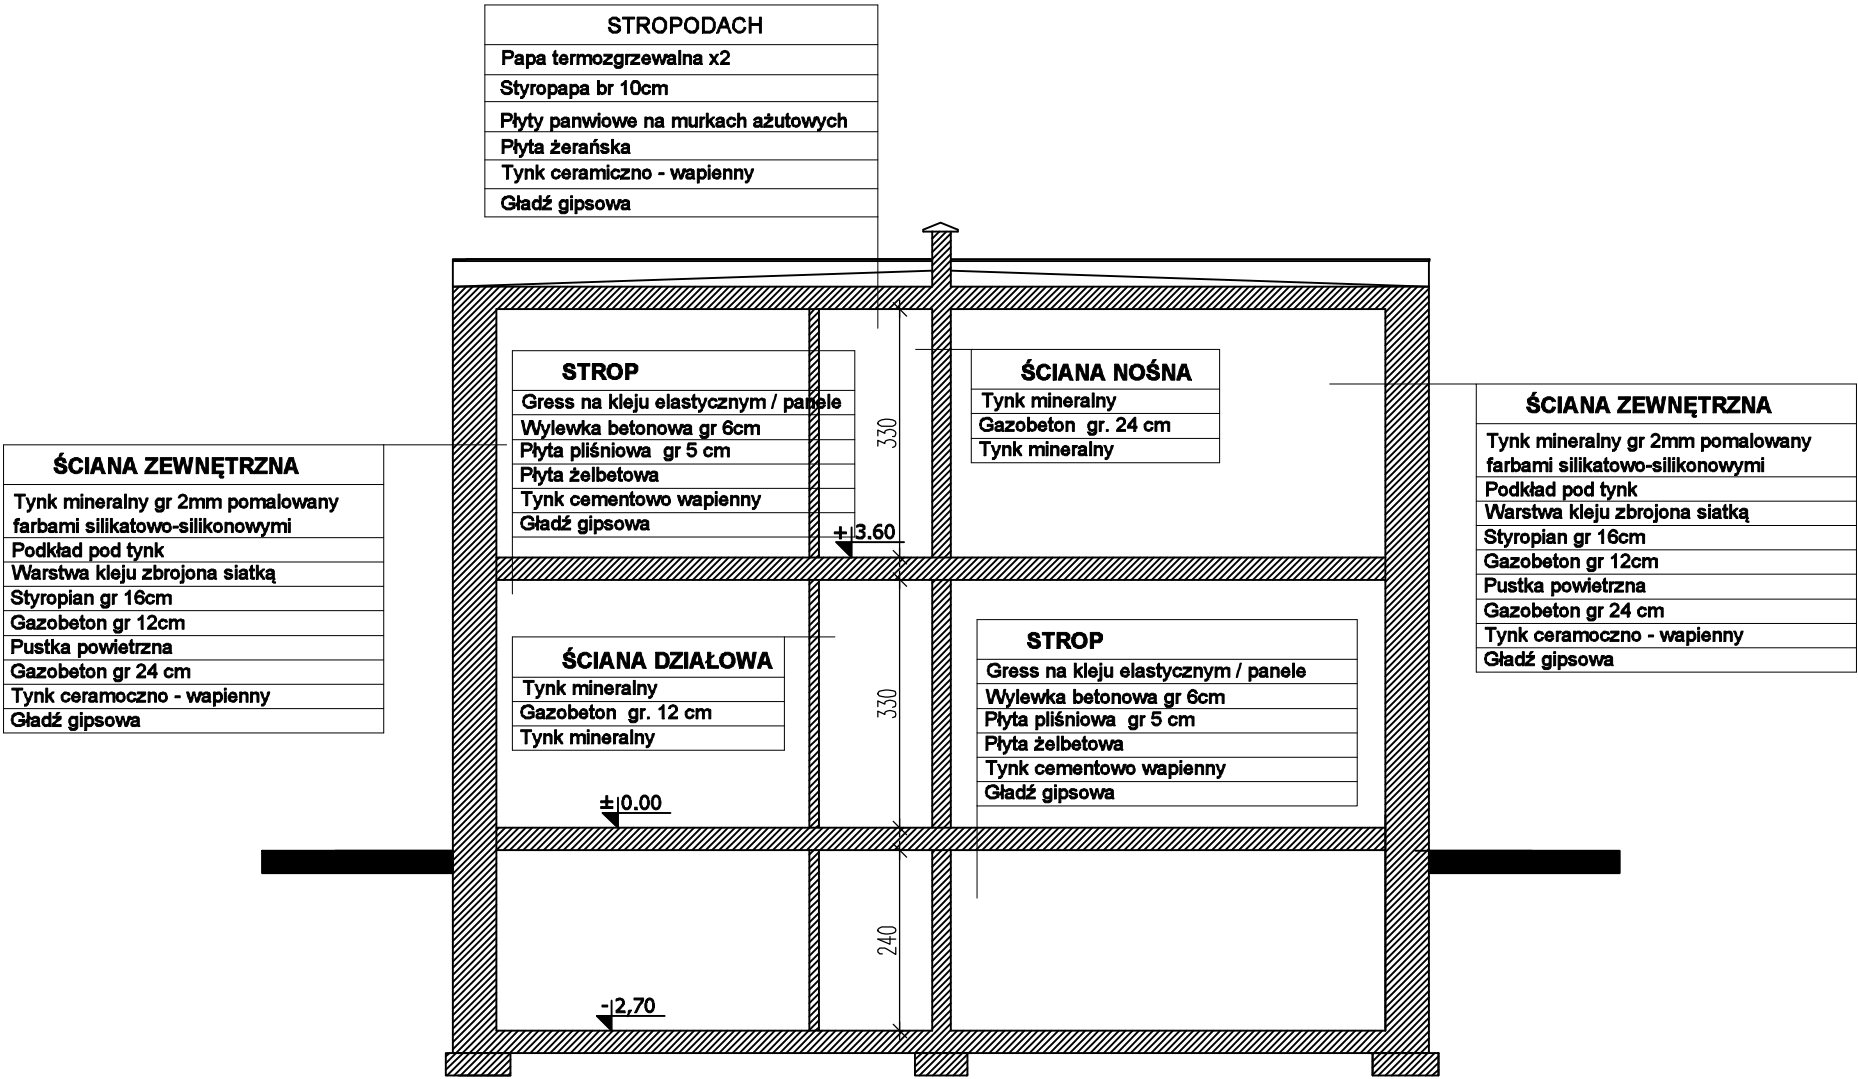 STROPODACH
Papa termozgrzewalna x2
Styropapa br 10cm
Płyty panwiowe na murkach ażutowych
Płyta żerańska
Tynk ceramiczno - wapienny
Gładź gipsowa
STROP
Gress na kleju elastycznym / panele
Wylewka betonowa gr 6cm
Płyta pliśniowa gr 5 cm
Płyta żelbetowa
Tynk cementowo wapienny
Gładź gipsowa
ŚCIANA NOŚNA
Tynk mineralny
Gazobeton gr. 24 cm
Tynk mineralny
ŚCIANA ZEWNĘTRZNA
Tynk mineralny gr 2mm pomalowany
farbami silikatowo-silikonowymi
Podkład pod tynk
Warstwa kleju zbrojona siatką
Styropian gr 16cm
Gazobeton gr 12cm
Pustka powietrzna
Gazobeton gr 24 cm
Tynk ceramoczno - wapienny
Gładź gipsowa
ŚCIANA ZEWNĘTRZNA
Tynk mineralny gr 2mm pomalowany
farbami silikatowo-silikonowymi
Podkład pod tynk
Warstwa kleju zbrojona siatką
Styropian gr 16cm
Gazobeton gr 12cm
Pustka powietrzna
Gazobeton gr 24 cm
Tynk ceramoczno - wapienny
Gładź gipsowa
330
+3.60
ŚCIANA DZIAŁOWA
Tynk mineralny
Gazobeton gr. 12 cm
Tynk mineralny
STROP
Gress na kleju elastycznym / panele
Wylewka betonowa gr 6cm
Płyta pliśniowa gr 5 cm
Płyta żelbetowa
Tynk cementowo wapienny
Gładź gipsowa
330
±0.00
240
-2,70